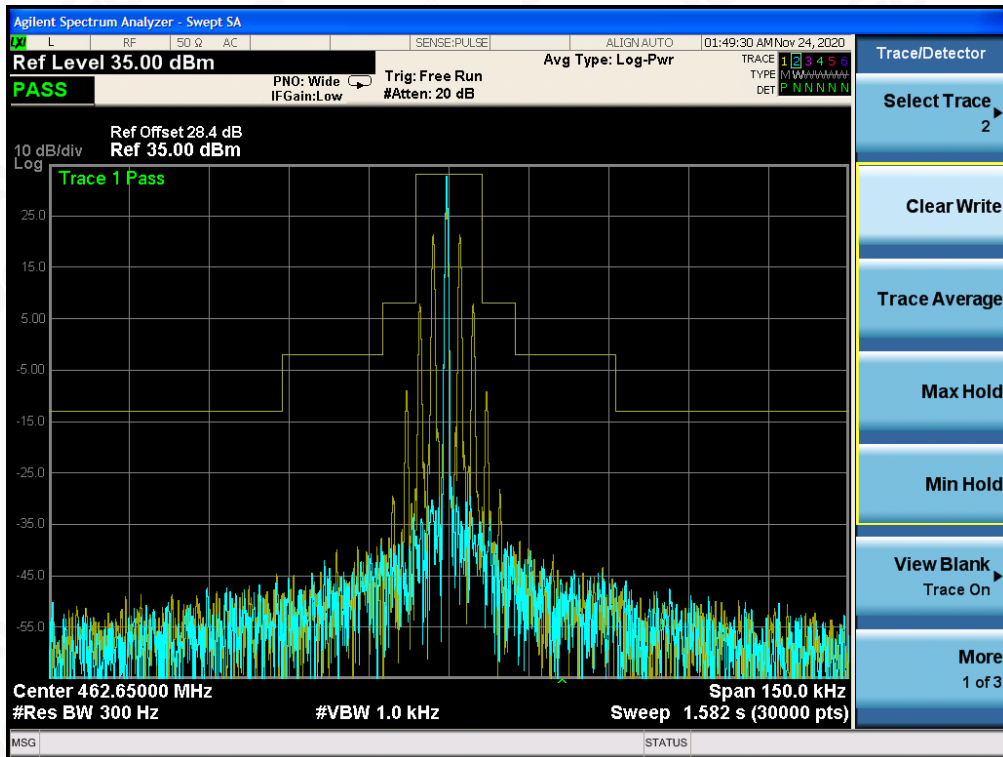 Agilent Spectrum Analyzer - Swept SA
LXI L RF 50 Ω AC SENSE:PULSE ALIGN AUTO 01:49:30 AM Nov 24, 2020
Ref Level 35.00 dBm
Avg Type: Log-Pwr
TRACE 1 2 3 4 5 6
PASS
PNO: Wide
Trig: Free Run
TYPE M W
IFGain:Low
#Atten: 20 dB
DET P N N N N N
Ref Offset 28.4 dB
10 dB/div
Ref 35.00 dBm
Log
Trace 1 Pass
25.0
15.0
5.00
-5.00
-15.0
-25.0
-35.0
-45.0
-55.0
Center 462.65000 MHz
Span 150.0 kHz
#Res BW 300 Hz
#VBW 1.0 kHz
Sweep 1.582 s (30000 pts)
MSG
STATUS
Trace/Detector
Select Trace
2
Clear Write
Trace Average
Max Hold
Min Hold
View Blank
Trace On
More
1 of 3